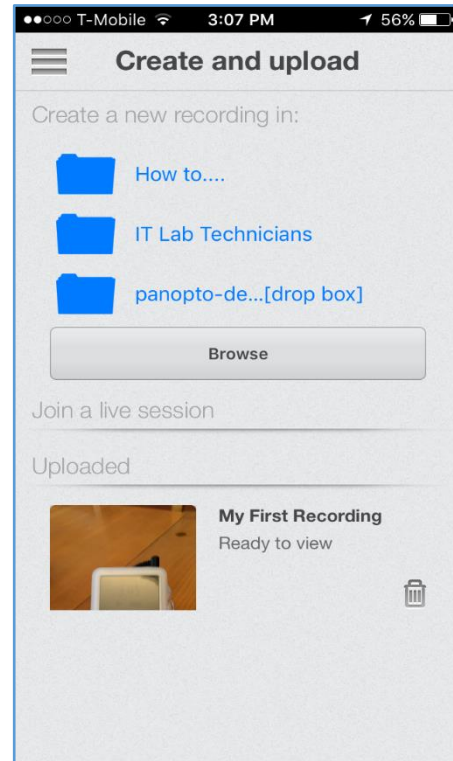 T-Mobile 3:07 PM 56%
Create and upload
Create a new recording in:
How to....
IT Lab Technicians
panopto-de...[drop box]
Browse
Join a live session
Uploaded
My First Recording
Ready to view